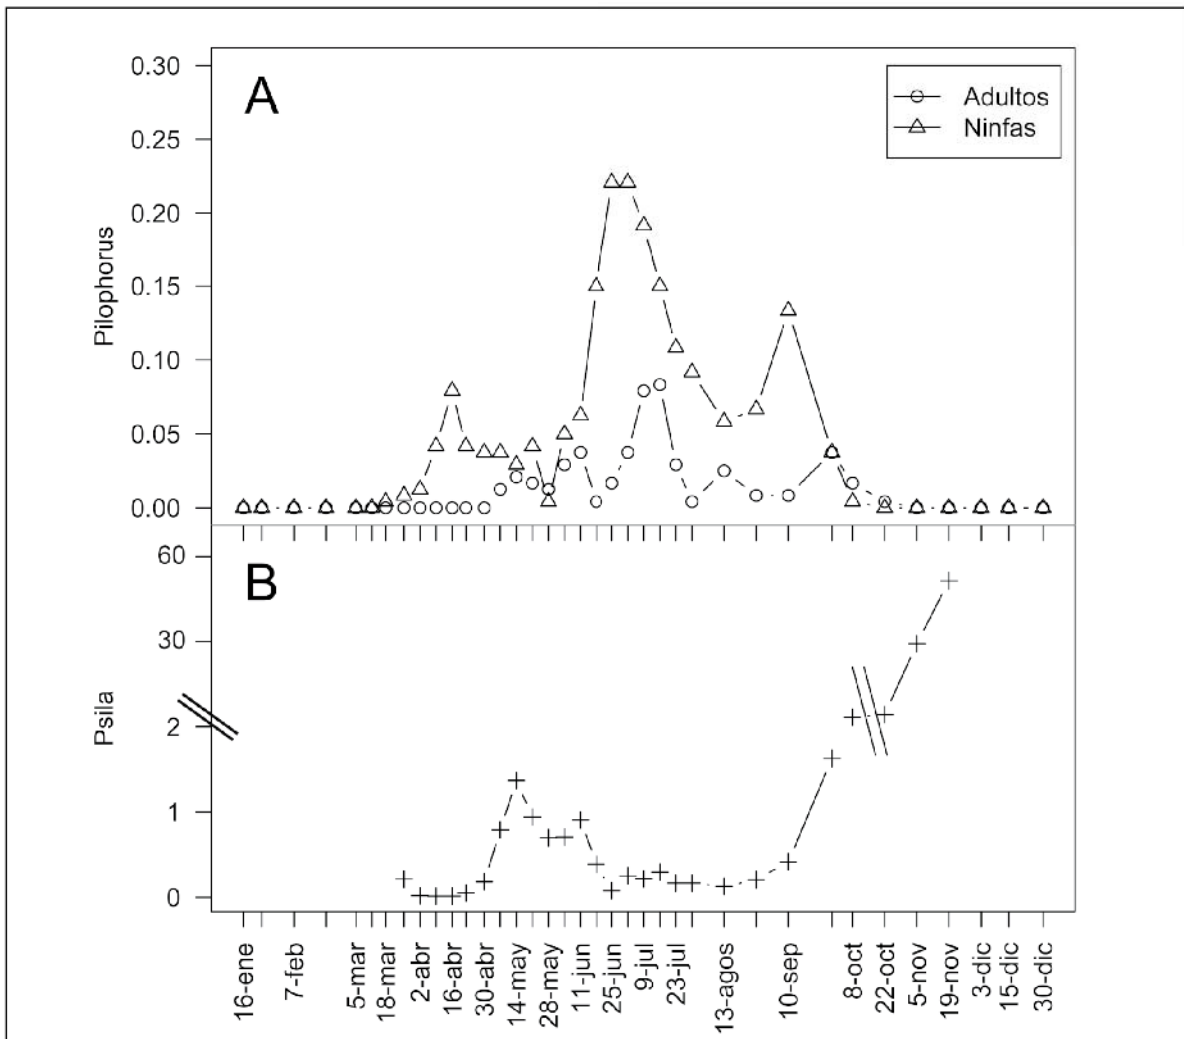 A
Adultos
Ninfas
0.30
0.25
0.20
0.15
0.10
0.05
0.00
Pilophorus
B
60
30
2
1
0
Psila
16-ene
7-feb
5-mar
18-mar
2-abr
16-abr
30-abr
14-may
28-may
11-jun
25-jun
9-jul
23-jul
13-agos
10-sep
8-oct
22-oct
5-nov
19-nov
3-dic
15-dic
30-dic